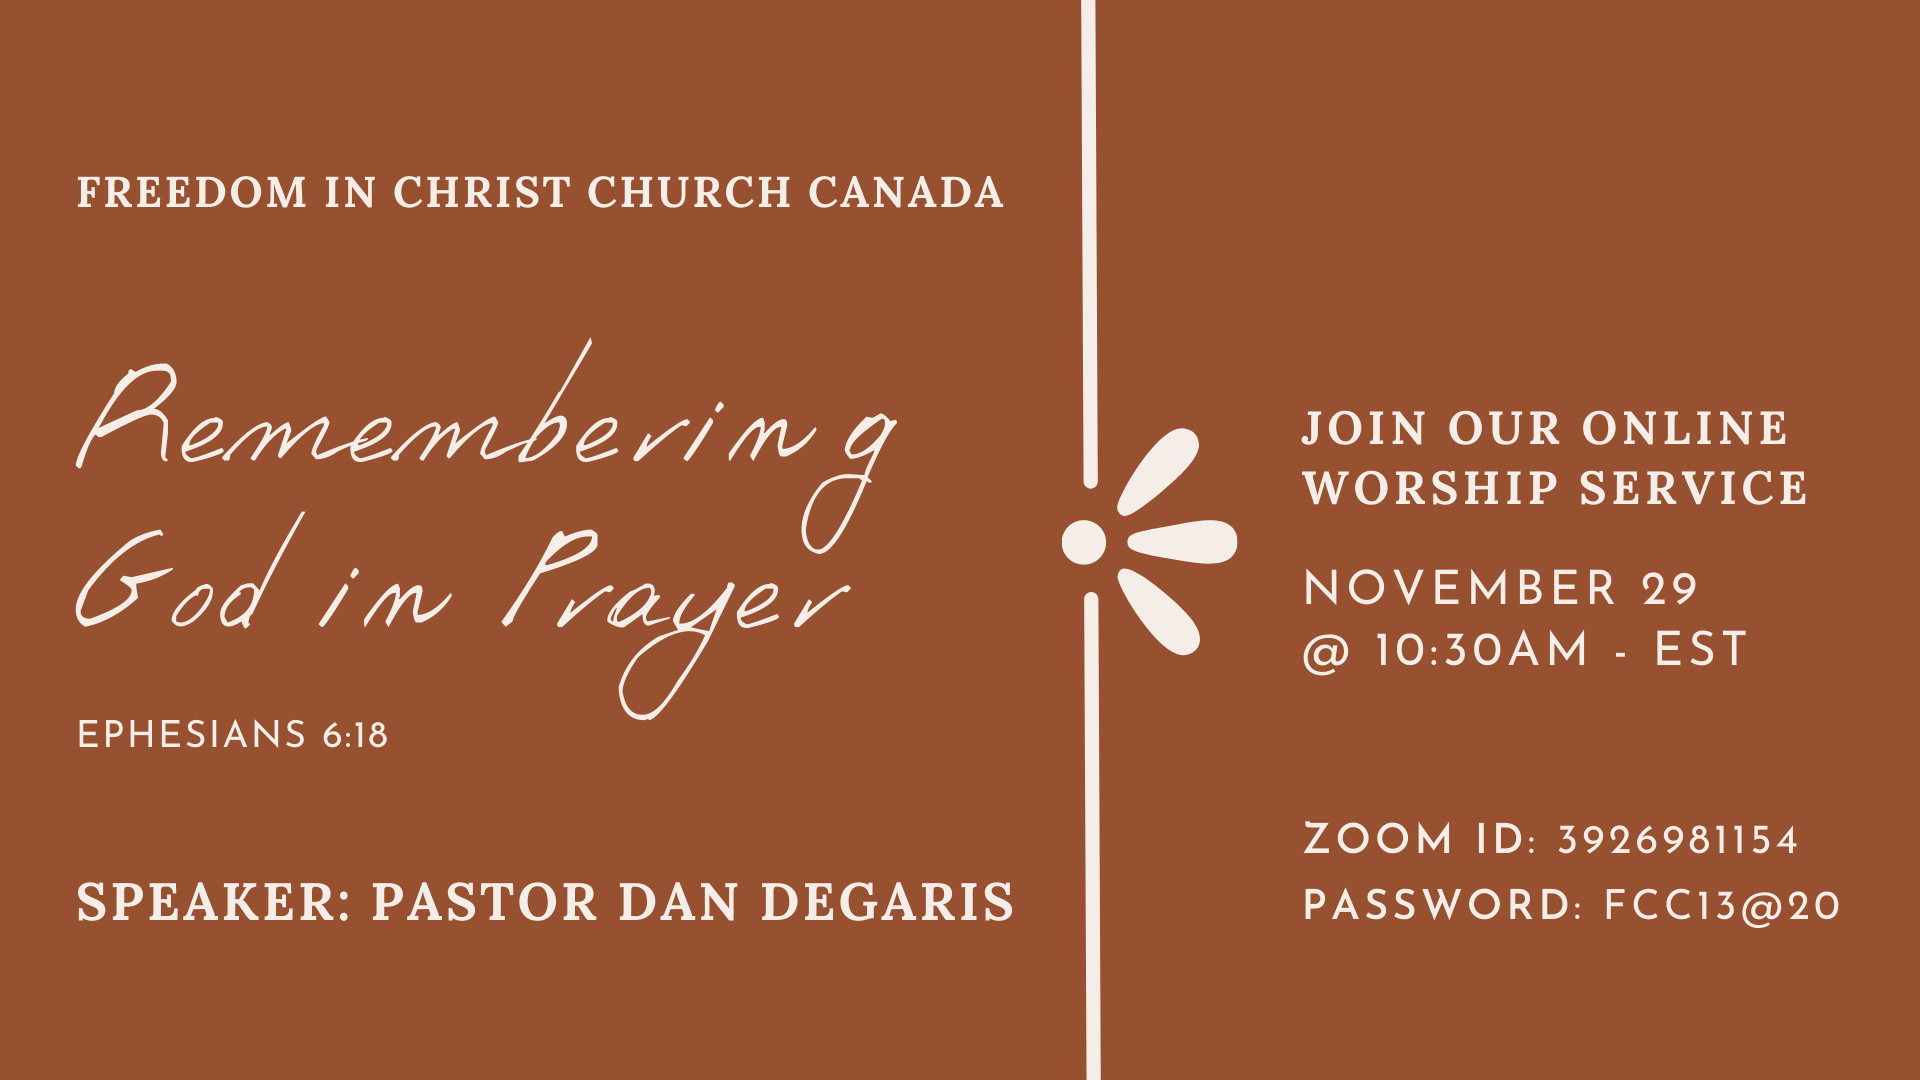 FREEDOM IN CHRIST CHURCH CANADA
Remembering
God in Prayer
EPHESIANS 6:18
SPEAKER: PASTOR DAN DEGARIS
JOIN OUR ONLINE
WORSHIP SERVICE
NOVEMBER 29
@ 10:30AM - EST
ZOOM ID: 3926981154
PASSWORD: FCC13@20